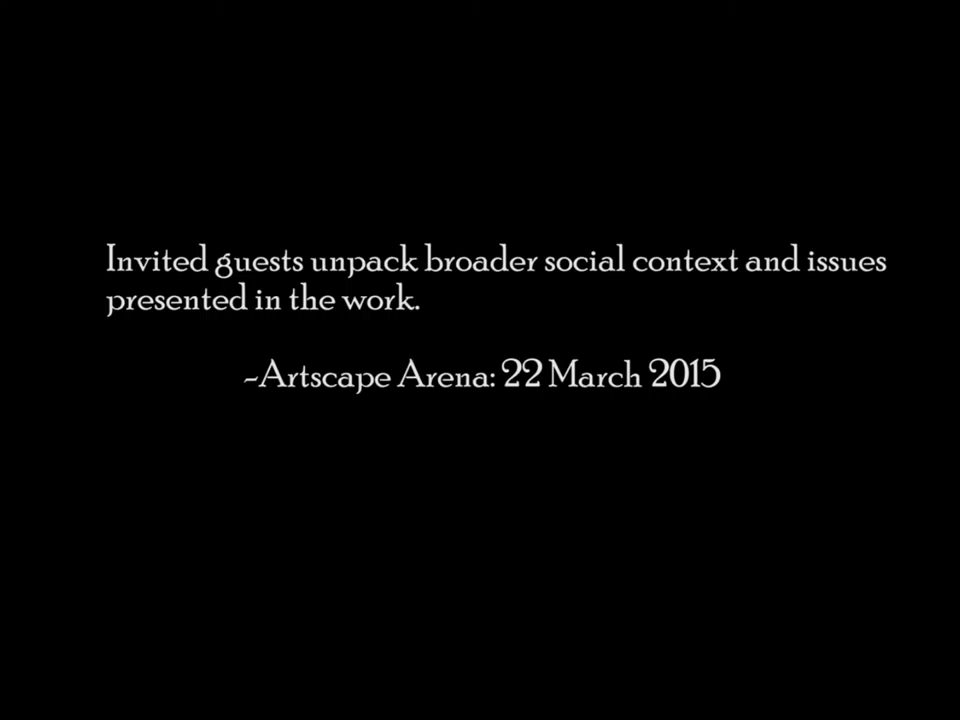 Invited guests unpack broader social context and issues
presented in the work.
~Artscape Arena: 22 March 2015